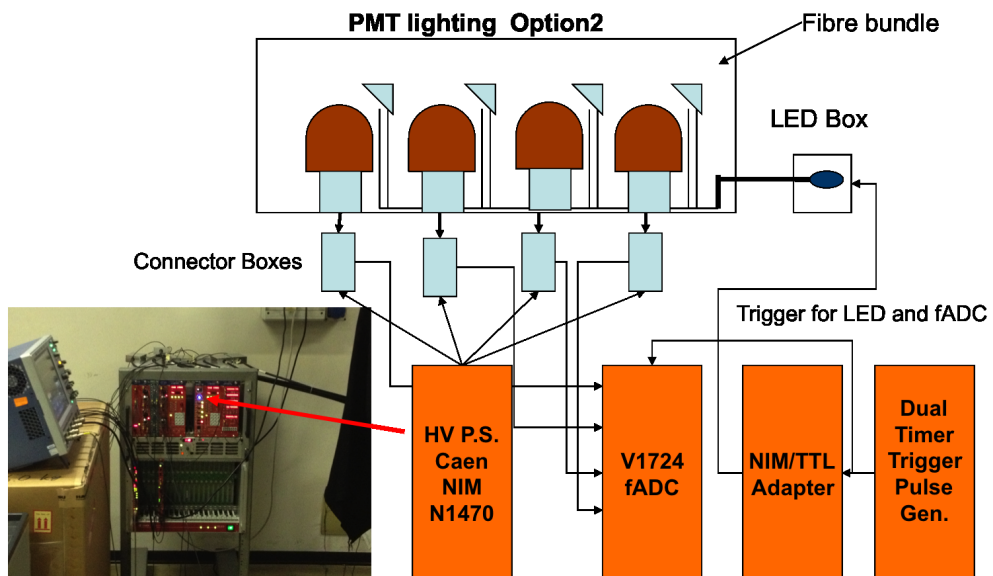 PMT lighting Option2
Fibre bundle
LED Box
Connector Boxes
Trigger for LED and fADC
HV P.S.
Caen
NIM
N1470
V1724
fADC
NIM/TTL
Adapter
Dual
Timer
Trigger
Pulse
Gen.